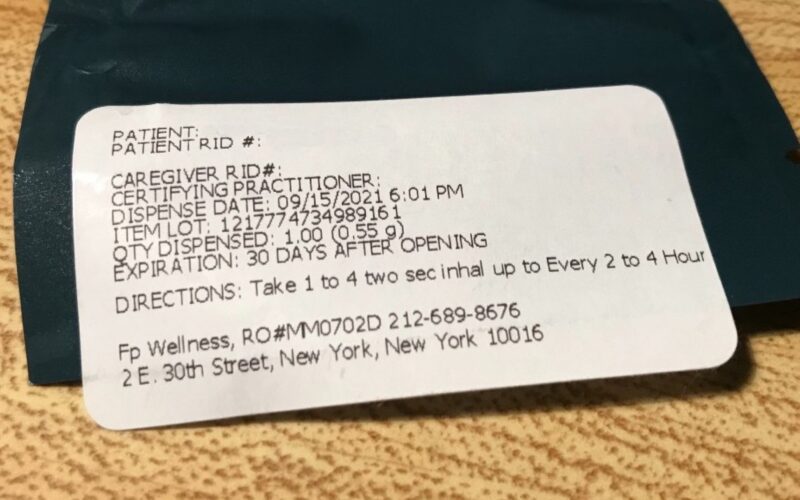 PATIENT:
PATIENT RID #:
CAREGIVER RID#:
CERTIFYING PRACTITIONER:
DISPENSE DATE: 09/15/2021 6:01 PM
ITEM LOT: 1217774734989161
QTY DISPENSED: 1.00 (0.55 g)
EXPIRATION: 30 DAYS AFTER OPENING
DIRECTIONS: Take 1 to 4 two sec inhal up to Every 2 to 4 Hour
Fp Wellness, RO#MM0702D 212-689-8676
2 E. 30th Street, New York, New York 10016